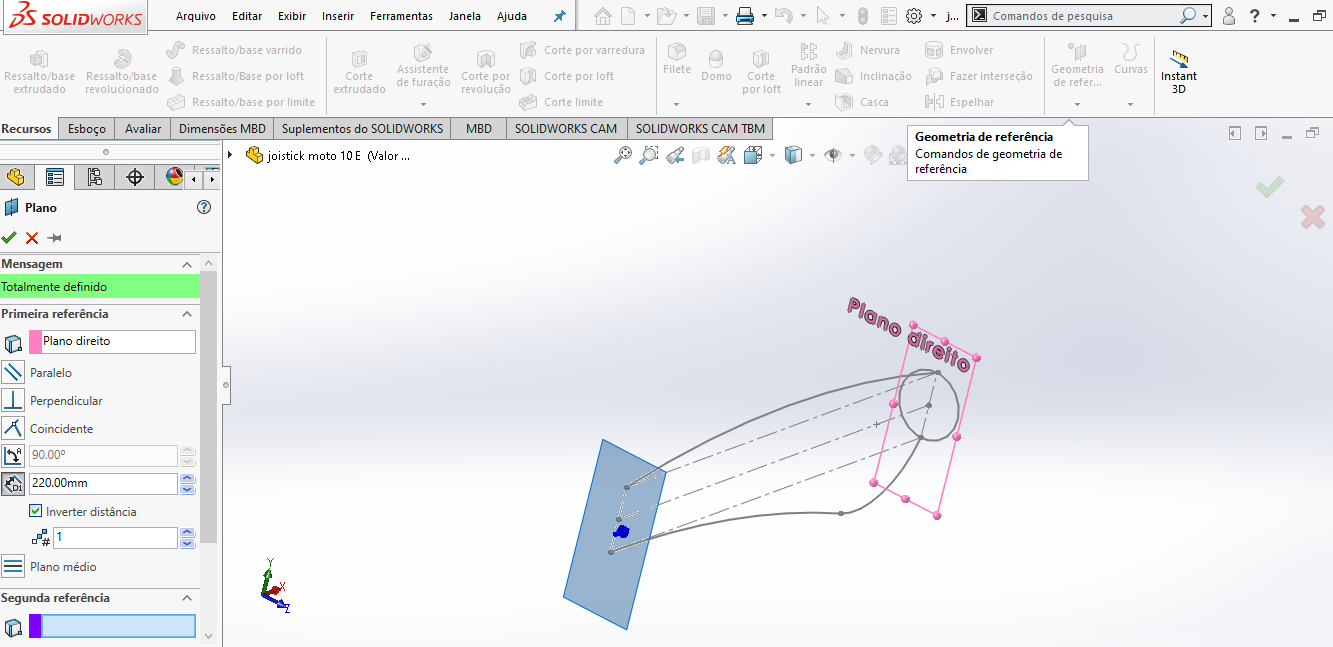 SOLIDWORKS
Arquivo Editar Exibir Inserir Ferramentas Janela Ajuda
j...
Comandos de pesquisa
?
Ressalto/base
extrudado
Ressalto/base
revolucionado
Ressalto/base varrido
Ressalto/Base por loft
Ressalto/base por limite
Corte
extrudado
Assistente
de furação
Corte por
revolução
Corte por varredura
Corte por loft
Corte limite
Filete
Domo
Corte
por loft
Padrão
linear
Nervura
Inclinação
Casca
Envolver
Fazer interseção
Espelhar
Geometria
de refer...
Curvas
Instant
3D
Recursos Esboço Avaliar Dimensões MBD Suplementos do SOLIDWORKS MBD SOLIDWORKS CAM SOLIDWORKS CAM TBM
Geometria de referência
Comandos de geometria de
referência
joistick moto 10 E (Valor ...
Plano
?
Mensagem
Totalmente definido
Primeira referência
Plano direito
Paralelo
Perpendicular
Coincidente
90.00º
D1
220.00mm
Inverter distância
#
1
Plano médio
Segunda referência
Plano direito
Y
X
Z